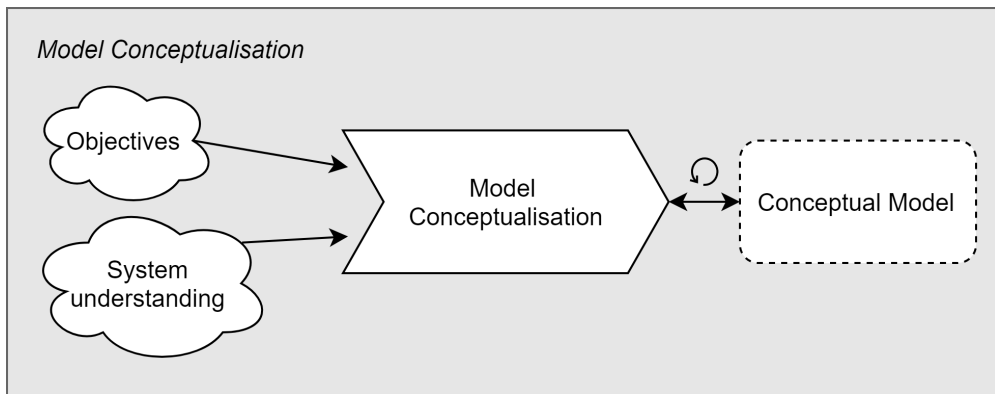 Model Conceptualisation
Objectives
System
understanding
Model
Conceptualisation
Conceptual Model